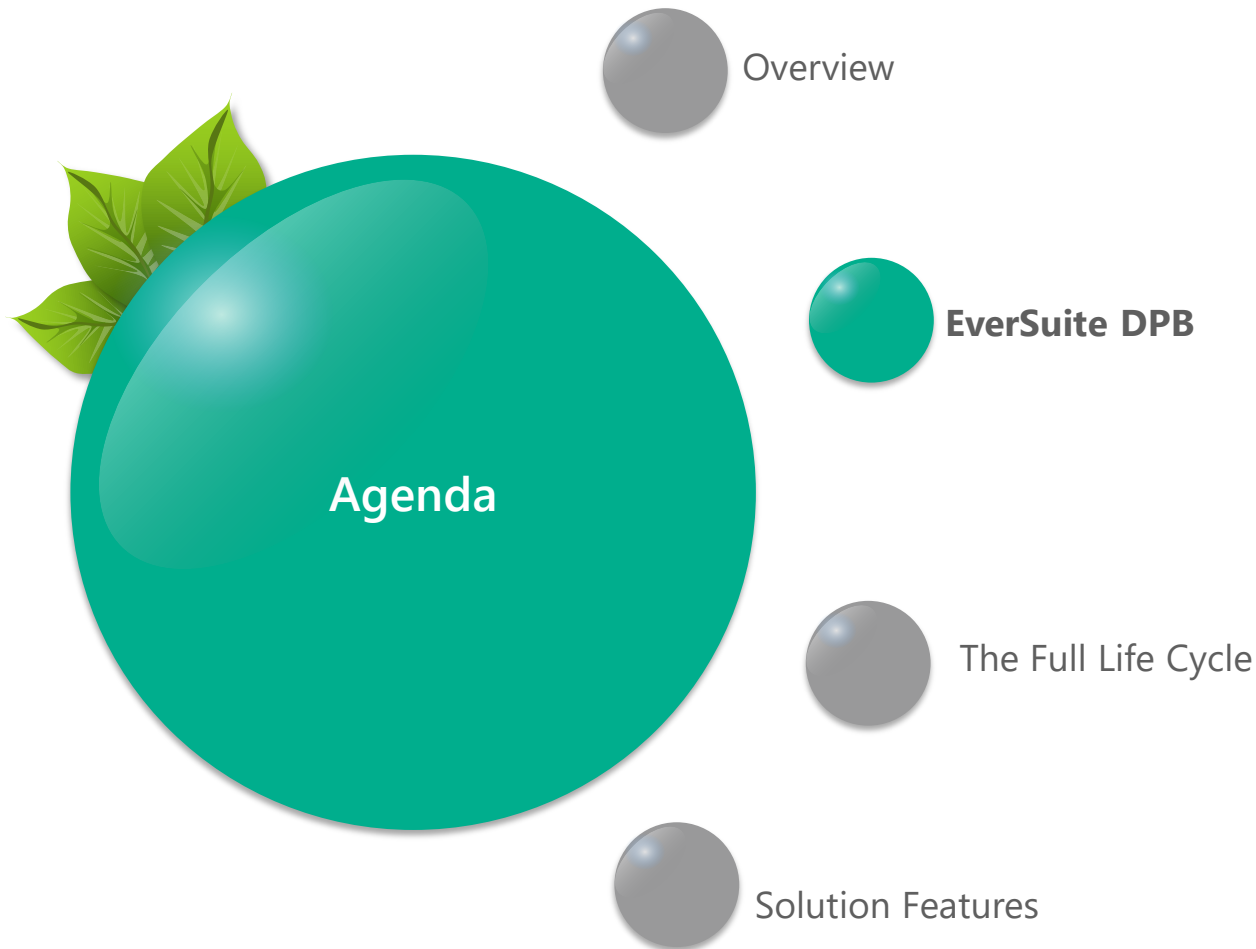 Overview
EverSuite DPB
Agenda
The Full Life Cycle
Solution Features